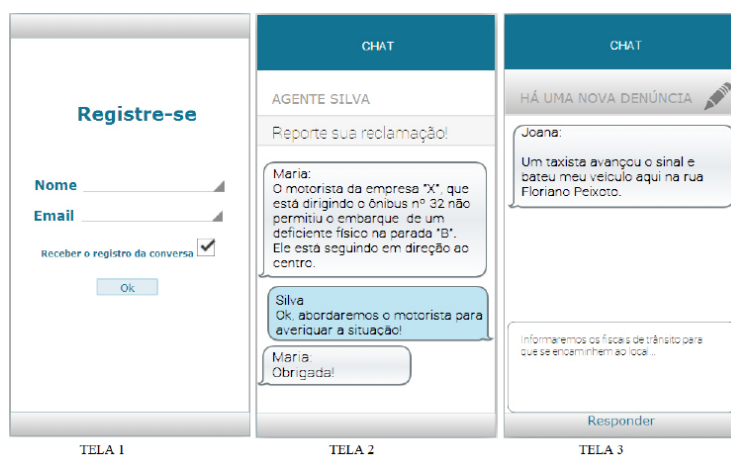 Registre-se
Nome
Email
Receber o registro da conversa
Ok
TELA 1
CHAT
AGENTE SILVA
Reporte sua reclamação!
Maria:
O motorista da empresa "X", que
está dirigindo o ônibus nº 32 não
permitiu o embarque de um
deficiente físico na parada "B".
Ele está seguindo em direção ao
centro.
Silva
Ok, abordaremos o motorista para
averiquar a situação!
Maria:
Obrigada!
TELA 2
CHAT
HÁ UMA NOVA DENÚNCIA
Joana:
Um taxista avançou o sinal e
bateu meu veículo aqui na rua
Floriano Peixoto.
Informaremos os fiscais de trânsito para
que se encaminhem ao local...
Responder
TELA 3